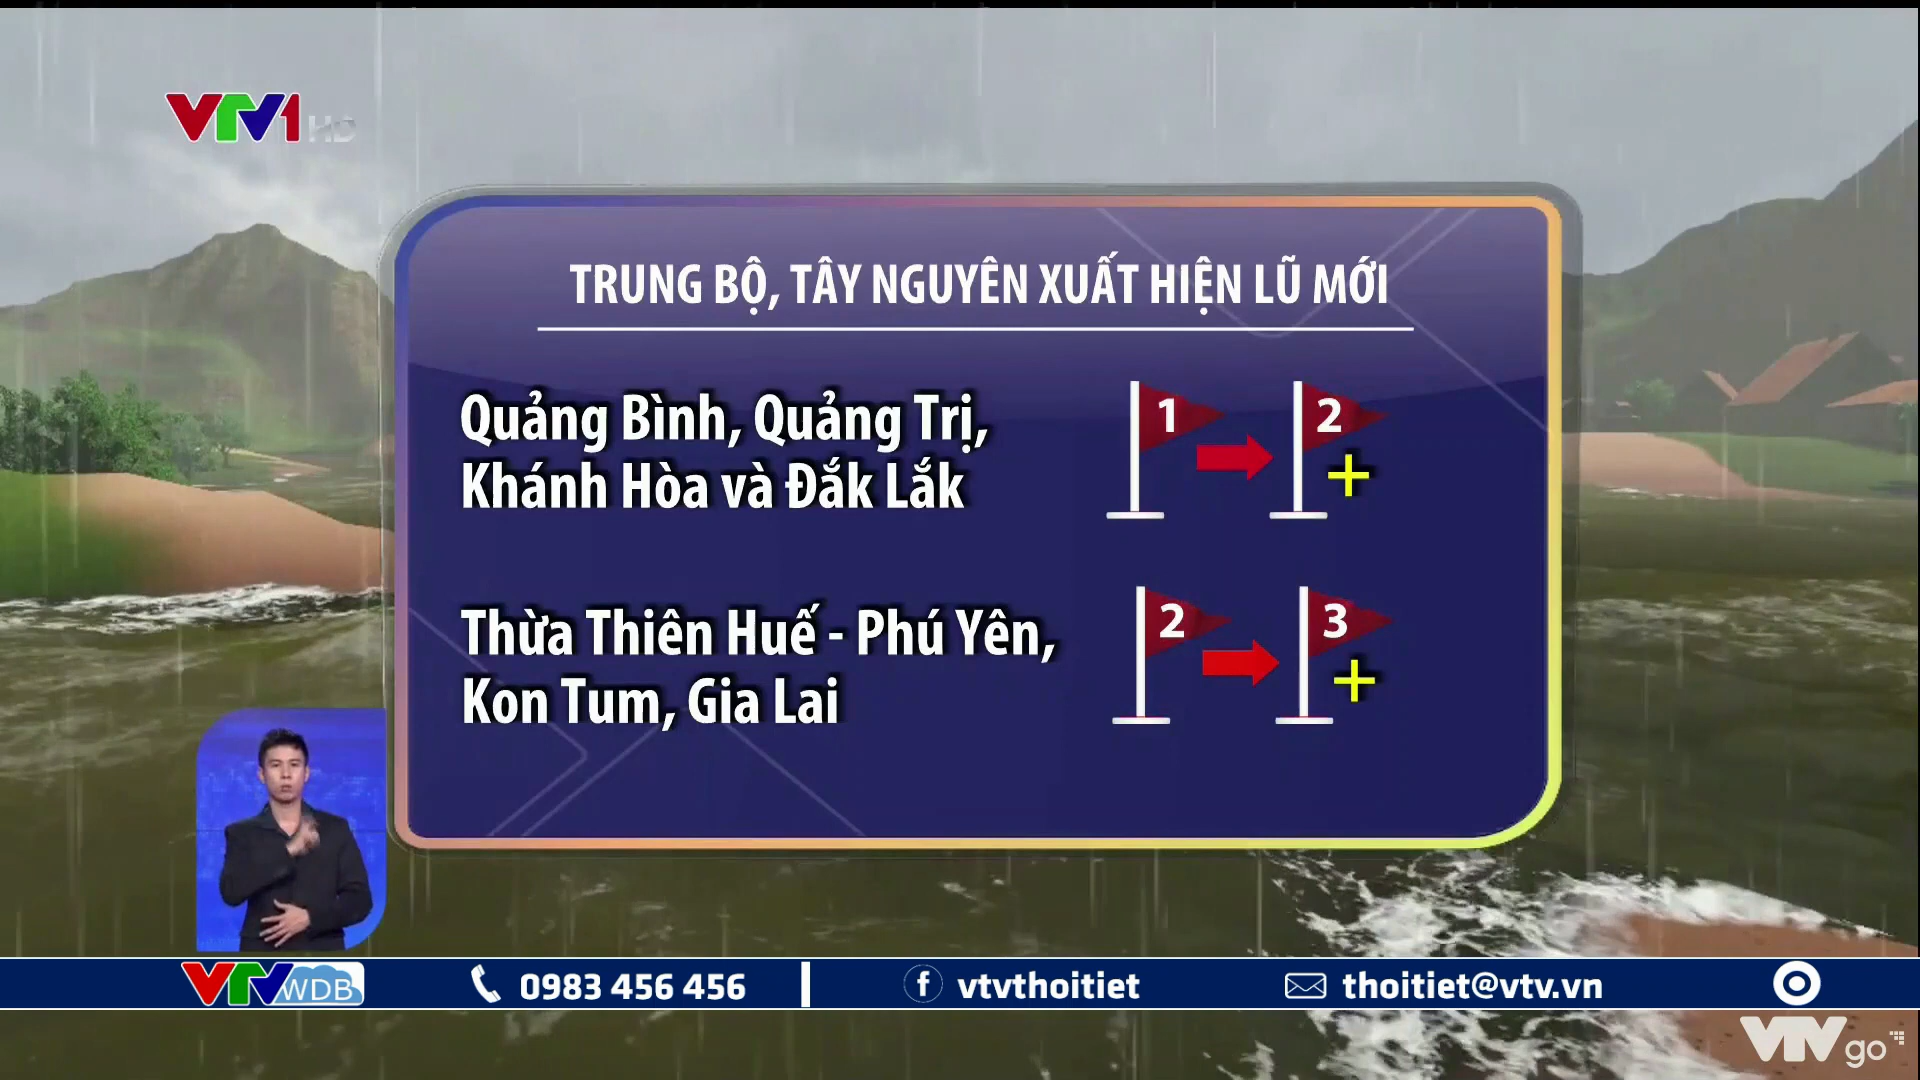 VTV1 HD
TRUNG BỘ, TÂY NGUYÊN XUẤT HIỆN LŨ MỚI
Quảng Bình, Quảng Trị,
Khánh Hòa và Đắk Lắk
1 2 +
Thừa Thiên Huế - Phú Yên,
Kon Tum, Gia Lai
2 3 +
VTV WDB 0983 456 456 f vtvthoitiet thoitiet@vtv.vn
VTV go